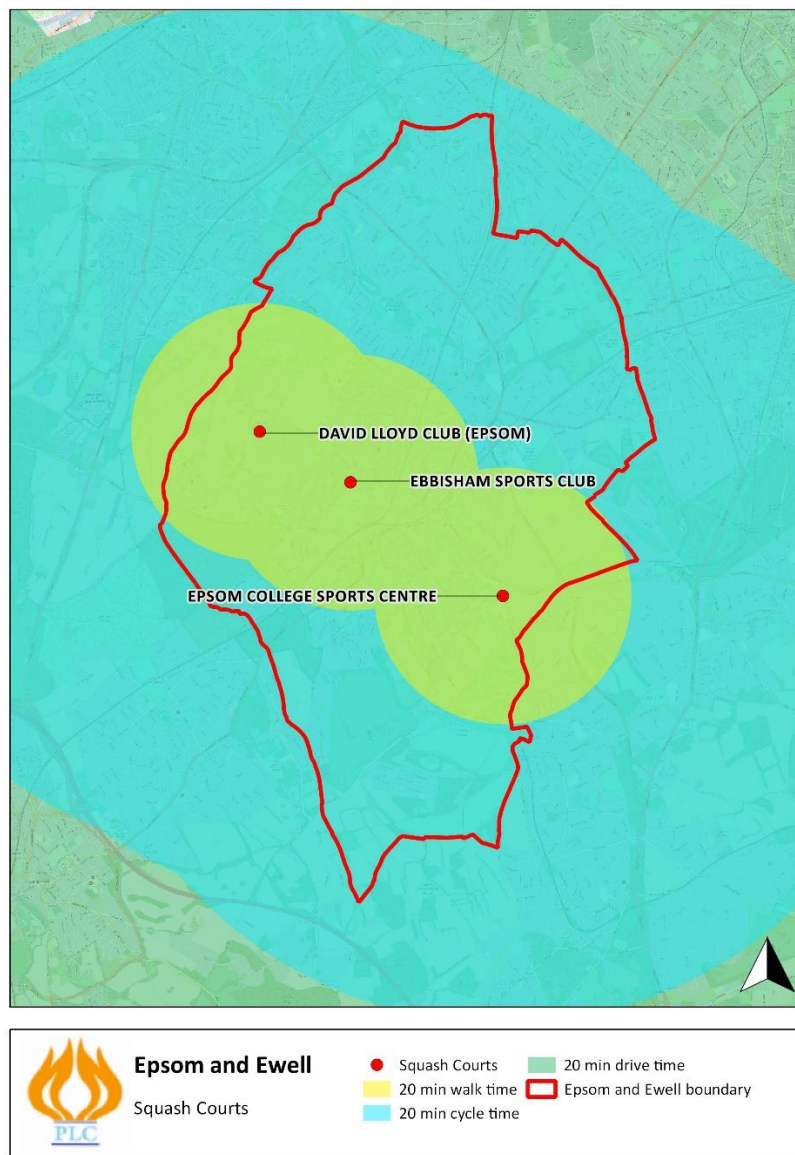 DAVID LLOYD CLUB (EPSOM)
EBBISHAM SPORTS CLUB
EPSOM COLLEGE SPORTS CENTRE
PLC
Epsom and Ewell
Squash Courts
Squash Courts
20 min walk time
20 min cycle time
20 min drive time
Epsom and Ewell boundary